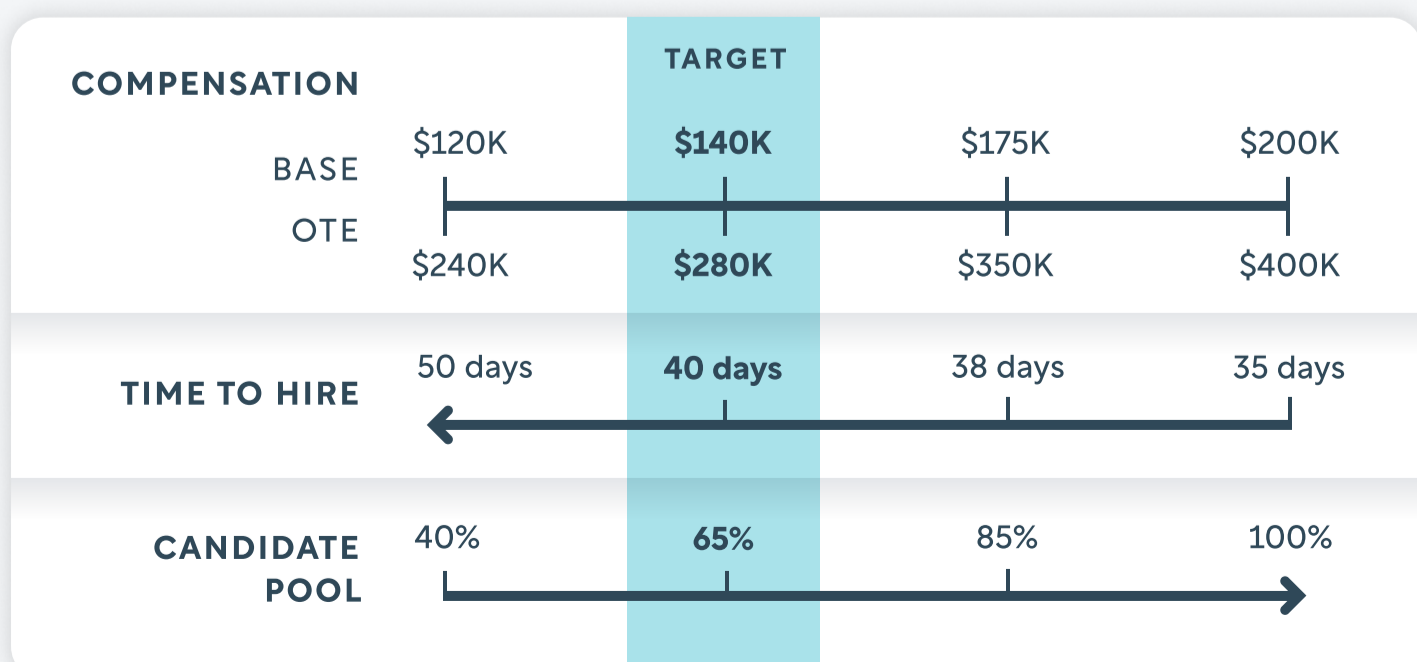 TARGET
COMPENSATION
$120K $140K $175K $200K
BASE
OTE
$240K $280K $350K $400K
50 days 40 days 38 days 35 days
TIME TO HIRE
40% 65% 85% 100%
CANDIDATE
POOL